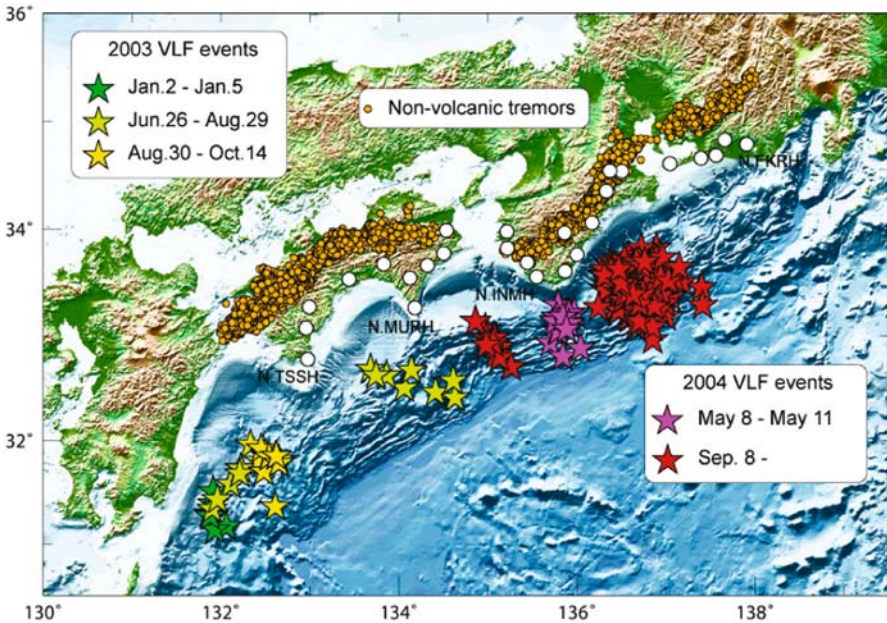 36°
2003 VLF events
Jan.2 - Jan.5
Jun.26 - Aug.29
Aug.30 - Oct.14
Non-volcanic tremors
N.FKRH
34°
N.INMH
N.MURH
N.TSSH
2004 VLF events
May 8 - May 11
Sep. 8 -
32°
130°
132°
134°
136°
138°